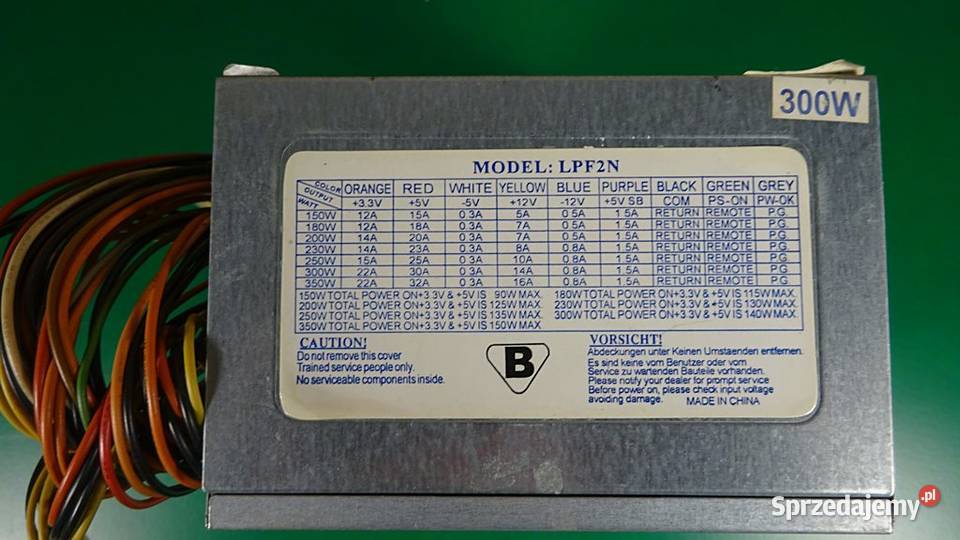 300W
MODEL: LPF2N
COLOR OUTPUT WATT ORANGE RED WHITE YELLOW BLUE PURPLE BLACK GREEN GREY
+3.3V +5V -5V +12V -12V +5V SB COM PS-ON PW-OK
150W 12A 15A 0.3A 5A 0.5A 1.5A RETURN REMOTE P.G.
180W 12A 18A 0.3A 7A 0.5A 1.5A RETURN REMOTE P.G.
200W 14A 20A 0.3A 7A 0.5A 1.5A RETURN REMOTE P.G.
230W 14A 23A 0.3A 8A 0.8A 1.5A RETURN REMOTE P.G.
250W 15A 25A 0.3A 10A 0.8A 1.5A RETURN REMOTE P.G.
300W 22A 30A 0.3A 14A 0.8A 1.5A RETURN REMOTE P.G
350W 22A 32A 0.3A 16A 0.8A 1.5A RETURN REMOTE P.G.
150W TOTAL POWER ON+3.3V & +5V IS 90W MAX. 180W TOTAL POWER ON+3.3V & +5V IS 115W MAX.
200W TOTAL POWER ON+3.3V & +5V IS 125W MAX. 230W TOTAL POWER ON+3.3V & +5V IS 130W MAX.
250W TOTAL POWER ON+3.3V & +5V IS 135W MAX. 300W TOTAL POWER ON+3.3V & +5V IS 140W MAX.
350W TOTAL POWER ON+3.3V & +5V IS 150W MAX
CAUTION!
Do not remove this cover
Trained service people only.
No serviceable components inside.
B
VORSICHT!
Abdeckungen unter Keinen Umstaenden entfernen.
Es sind keine vom Benutzer oder vom
Service zu wartenden Bauteile vorhanden.
Please notify your dealer for prompt service
Before power on, please check input voltage
avoiding damage. MADE IN CHINA
Sprzedajemy.pl